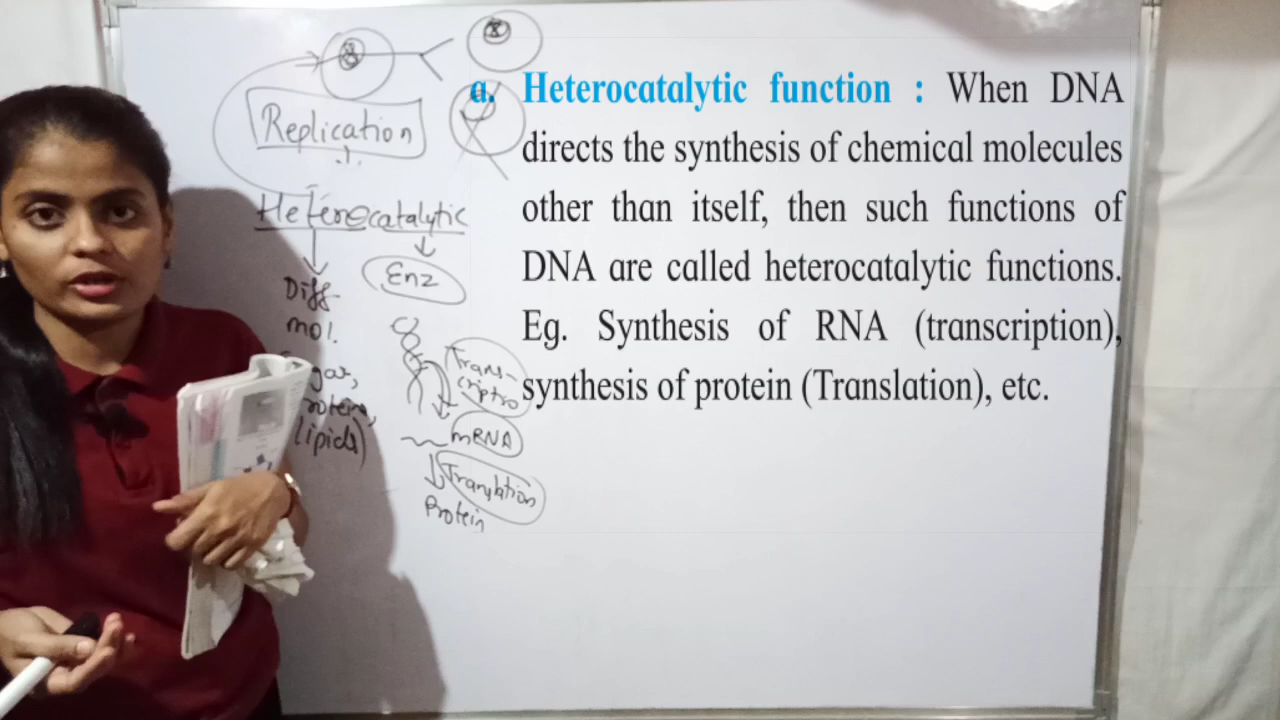 a. Heterocatalytic function : When DNA
directs the synthesis of chemical molecules
other than itself, then such functions of
DNA are called heterocatalytic functions.
Eg. Synthesis of RNA (transcription),
synthesis of protein (Translation), etc.
Replication
Heterocatalytic
Enz
Diff
mol.
lipids)
Trans-
criptio
mRNA
Translation
Protein